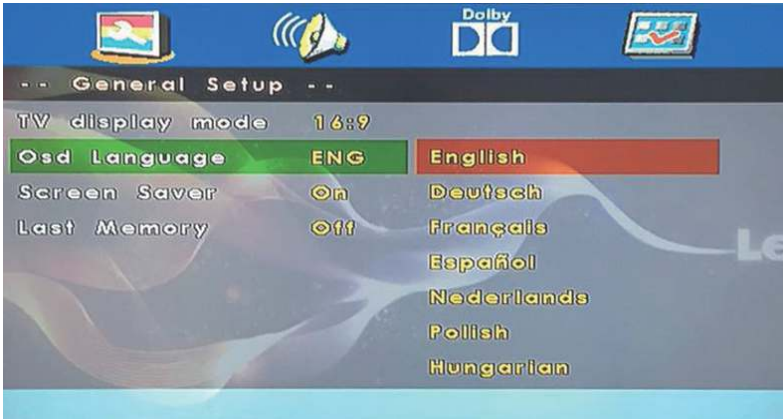 Dolby
-- General Setup --
TV display mode 16:9
Osd Language ENG English
Screen Saver On Deutsch
Last Memory Off Français
Español
Le
Nederlands
Polish
Hungarian